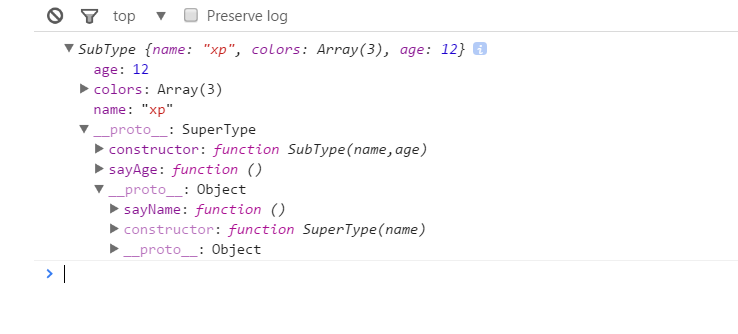 top Preserve log
SubType {name: "xp", colors: Array(3), age: 12} i
age: 12
colors: Array(3)
name: "xp"
__proto__: SuperType
constructor: function SubType(name,age)
sayAge: function ()
__proto__: Object
sayName: function ()
constructor: function SuperType(name)
__proto__: Object